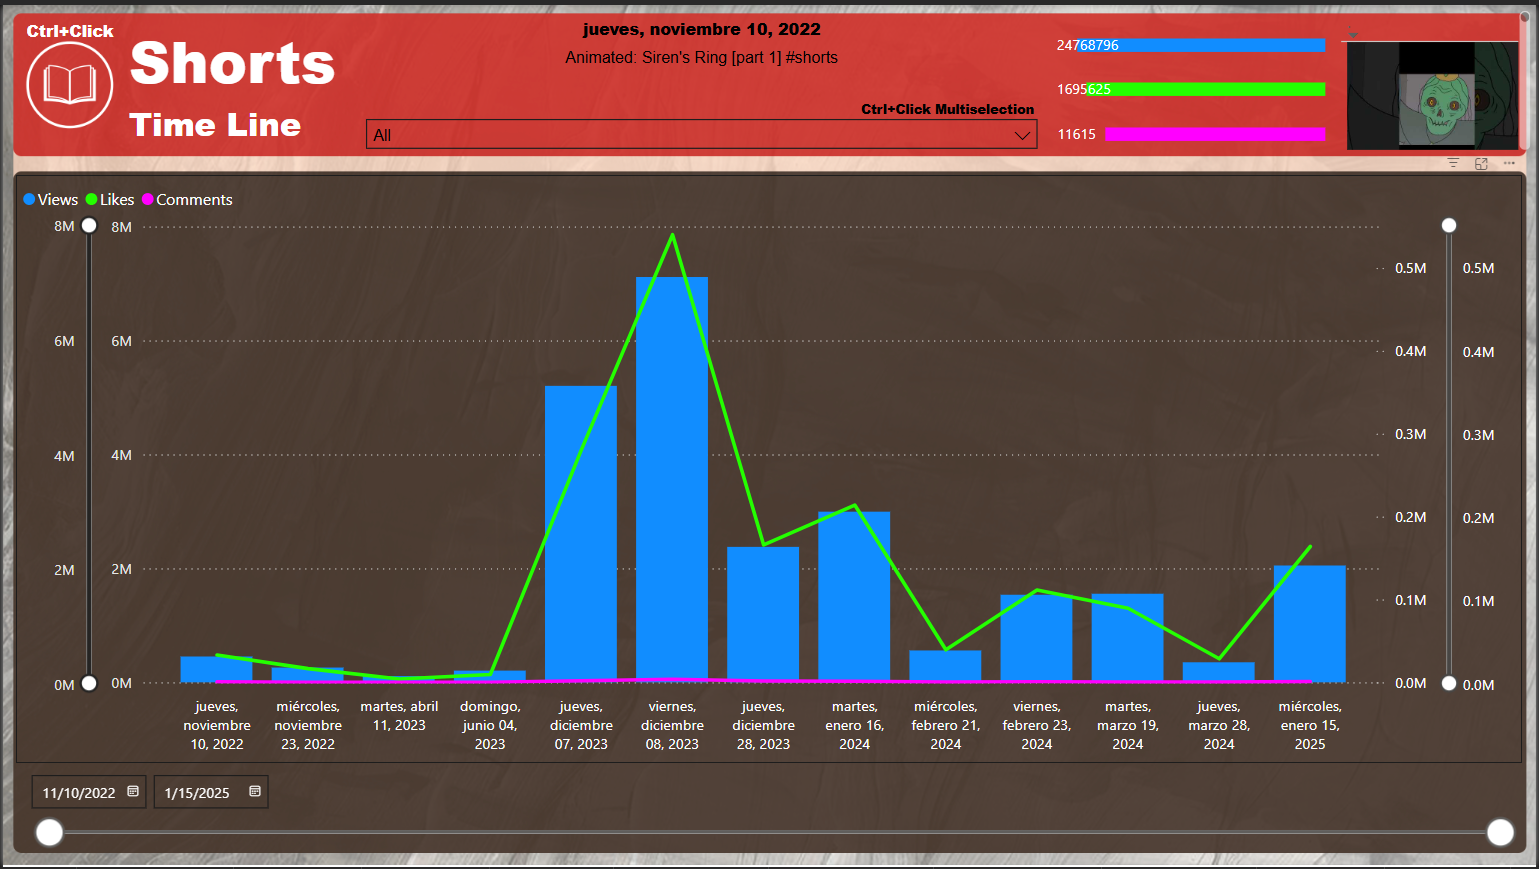 Ctrl+Click
Shorts
Time Line
jueves, noviembre 10, 2022
Animated: Siren's Ring [part 1] #shorts
Ctrl+Click Multiselection
All
24768796
1695625
11615
Views Likes Comments
8M 8M
6M 6M
4M 4M
2M 2M
0M 0M
0.5M 0.5M
0.4M 0.4M
0.3M 0.3M
0.2M 0.2M
0.1M 0.1M
0.0M 0.0M
jueves,
noviembre
10, 2022
miércoles,
noviembre
23, 2022
martes, abril
11, 2023
domingo,
junio 04,
2023
jueves,
diciembre
07, 2023
viernes,
diciembre
08, 2023
jueves,
diciembre
28, 2023
martes,
enero 16,
2024
miércoles,
febrero 21,
2024
viernes,
febrero 23,
2024
martes,
marzo 19,
2024
jueves,
marzo 28,
2024
miércoles,
enero 15,
2025
11/10/2022 1/15/2025